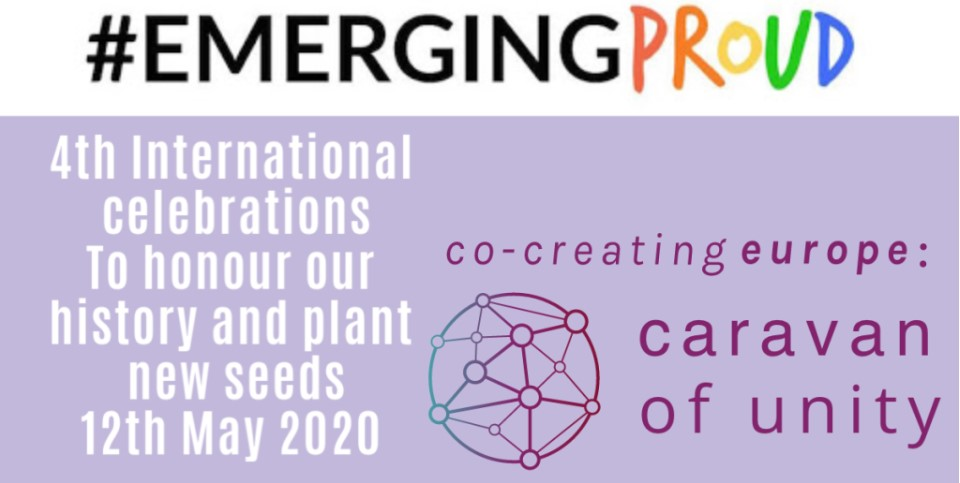 #EMERGINGPROUD
4th International
celebrations
To honour our
history and plant
new seeds
12th May 2020
co-creating europe:
caravan
of unity